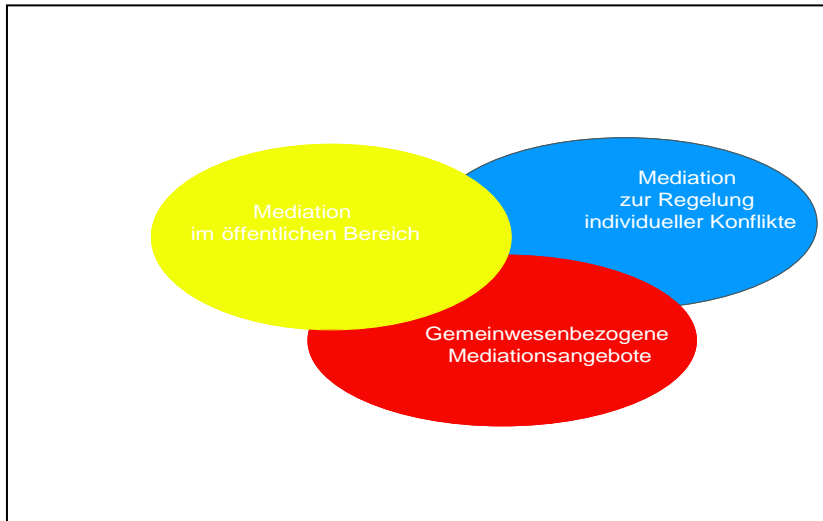 Mediation
im öffentlichen Bereich
Mediation
zur Regelung
individueller Konflikte
Gemeinwesenbezogene
Mediationsangebote